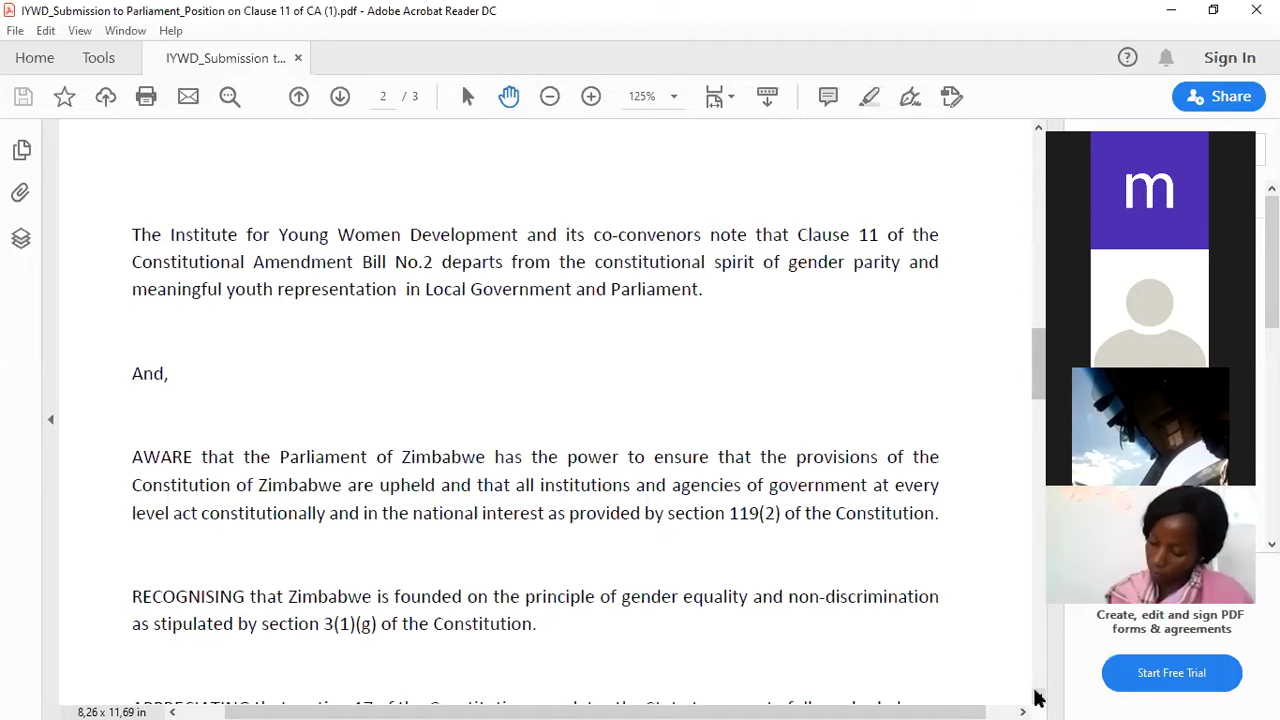 IYWD_Submission to Parliament_Position on Clause 11 of CA (1).pdf - Adobe Acrobat Reader DC
File Edit View Window Help
Home Tools IYWD_Submission t... × Sign In
2 / 3 125% Share
m
The Institute for Young Women Development and its co-convenors note that Clause 11 of the
Constitutional Amendment Bill No.2 departs from the constitutional spirit of gender parity and
meaningful youth representation in Local Government and Parliament.
And,
AWARE that the Parliament of Zimbabwe has the power to ensure that the provisions of the
Constitution of Zimbabwe are upheld and that all institutions and agencies of government at every
level act constitutionally and in the national interest as provided by section 119(2) of the Constitution.
RECOGNISING that Zimbabwe is founded on the principle of gender equality and non-discrimination
as stipulated by section 3(1)(g) of the Constitution.
Create, edit and sign PDF
forms & agreements
Start Free Trial
8,26 x 11,69 in